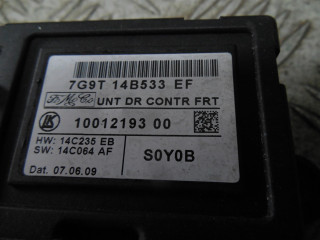 7G9T 14B533 EF
UNT DR CONTR FRT
10012193 00
HW: 14C235 EB
SW: 14C064 AF
S0Y0B
Dat. 07.06.09